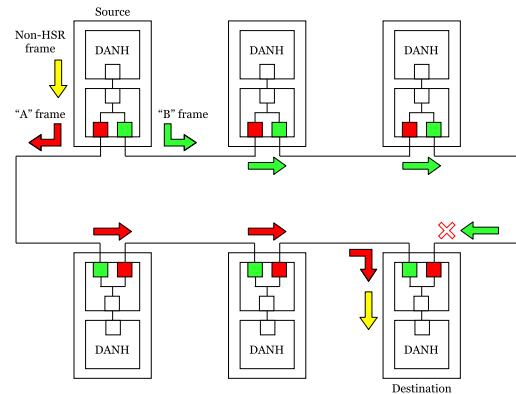 Source
Non-HSR
frame
DANH
DANH
DANH
“A” frame
“B” frame
DANH
DANH
DANH
Destination